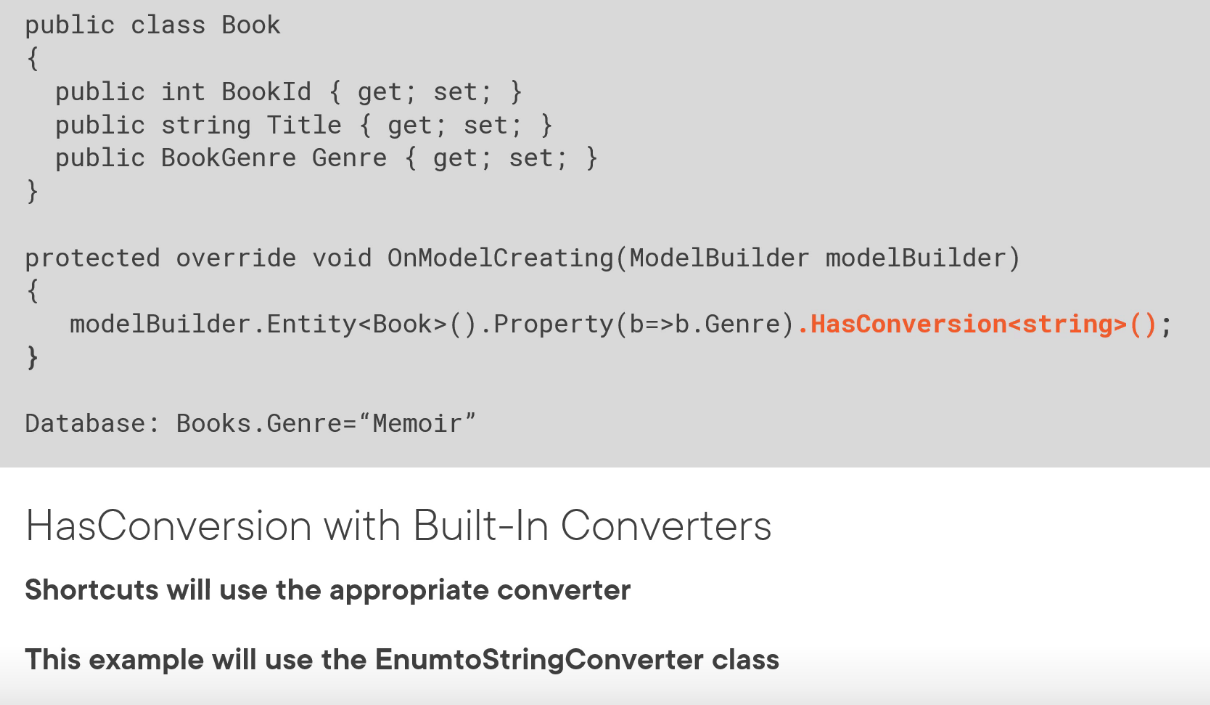 public class Book
{
  public int BookId { get; set; }
  public string Title { get; set; }
  public BookGenre Genre { get; set; }
}
protected override void OnModelCreating(ModelBuilder modelBuilder)
{
   modelBuilder.Entity<Book>().Property(b=>b.Genre).HasConversion<string>();
}
Database: Books.Genre=“Memoir”
HasConversion with Built-In Converters
Shortcuts will use the appropriate converter
This example will use the EnumtoStringConverter class